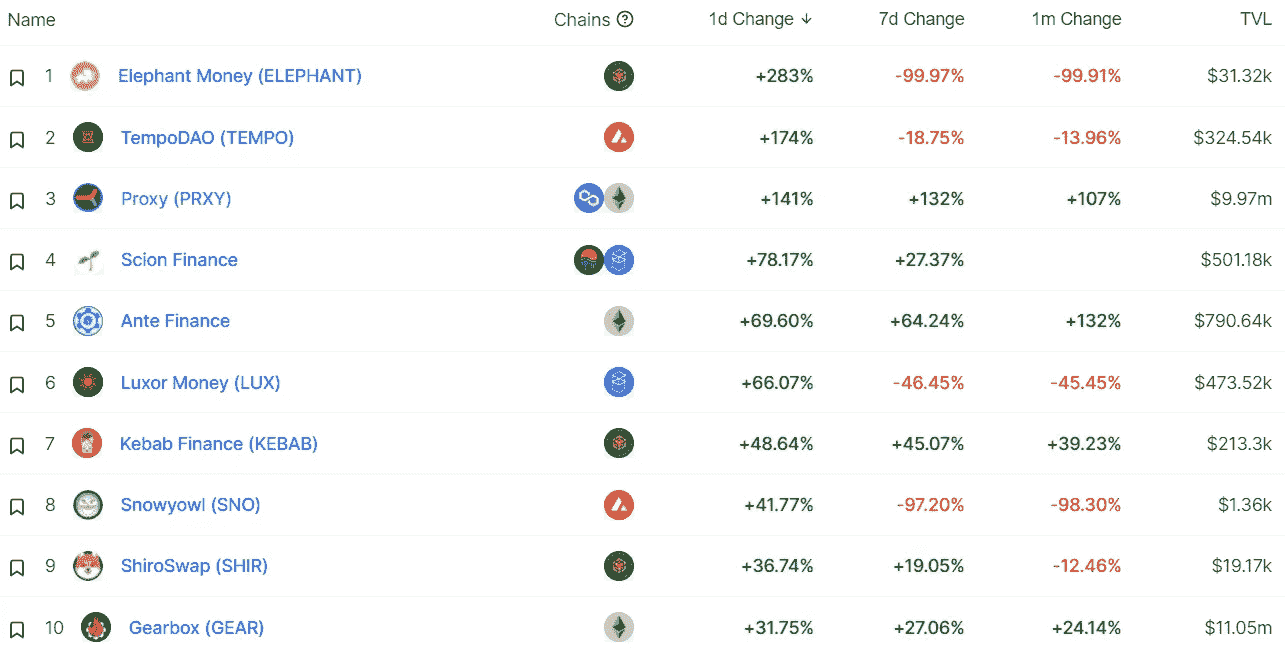 Name Chains ? 1d Change ↓ 7d Change 1m Change TVL
1 Elephant Money (ELEPHANT) +283% -99.97% -99.91% $31.32k
2 TempoDAO (TEMPO) +174% -18.75% -13.96% $324.54k
3 Proxy (PRXY) +141% +132% +107% $9.97m
4 Scion Finance +78.17% +27.37% $501.18k
5 Ante Finance +69.60% +64.24% +132% $790.64k
6 Luxor Money (LUX) +66.07% -46.45% -45.45% $473.52k
7 Kebab Finance (KEBAB) +48.64% +45.07% +39.23% $213.3k
8 Snowyowl (SNO) +41.77% -97.20% -98.30% $1.36k
9 ShiroSwap (SHIR) +36.74% +19.05% -12.46% $19.17k
10 Gearbox (GEAR) +31.75% +27.06% +24.14% $11.05m